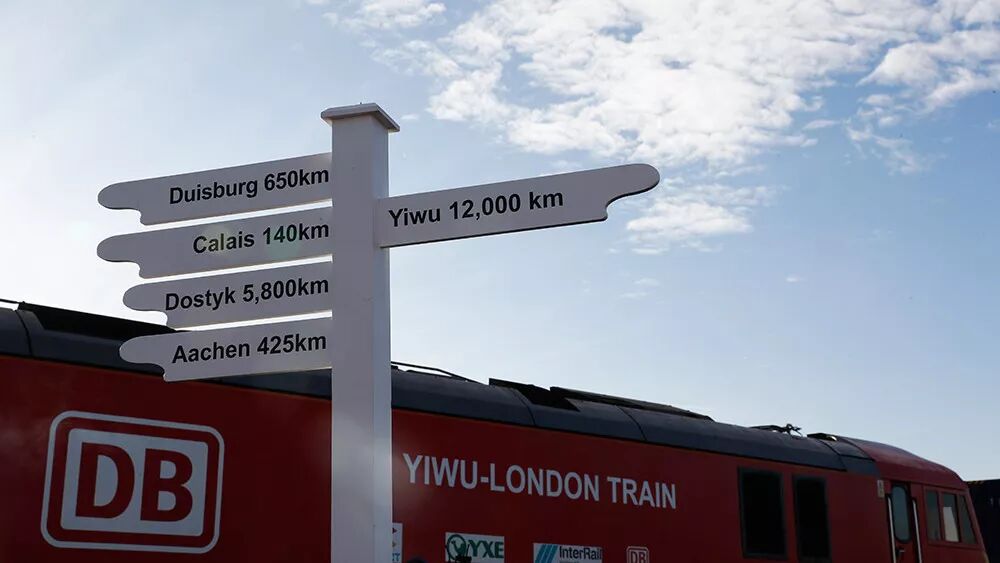 Duisburg 650km
Calais 140km
Dostyk 5,800km
Aachen 425km
Yiwu 12,000 km
DB
YIWU-LONDON TRAIN
YXE
InterRail
DB